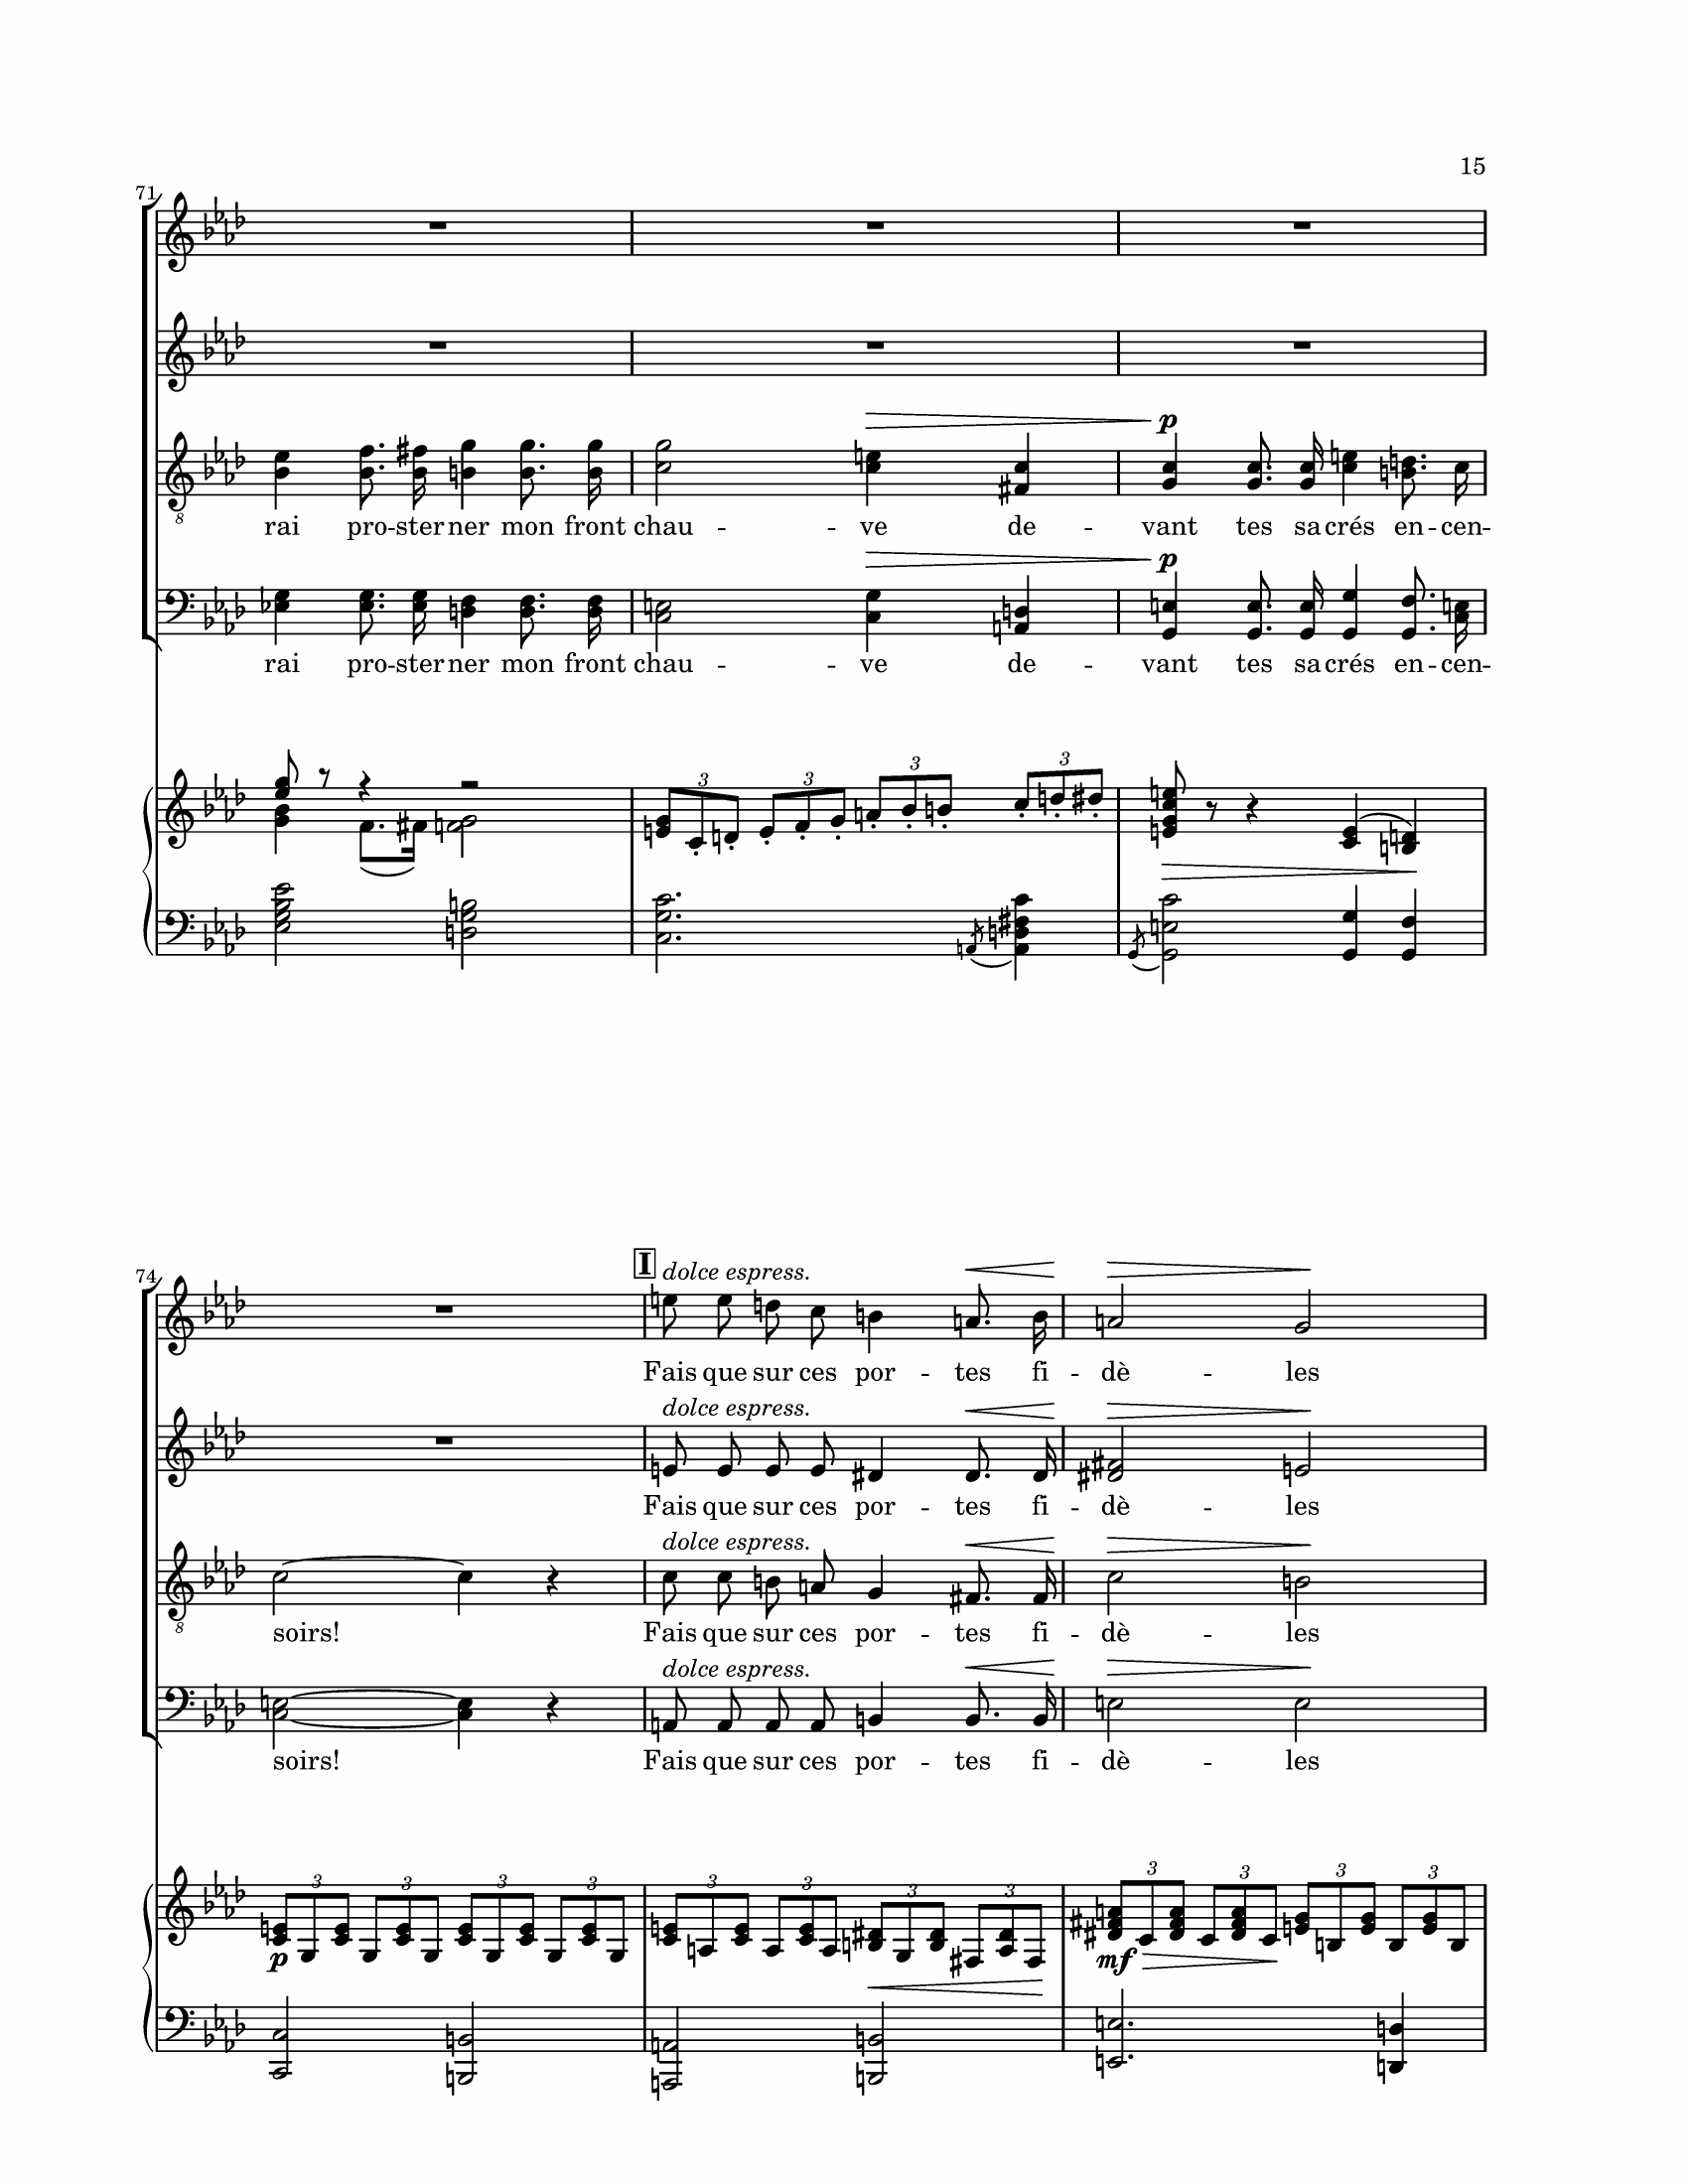 15
71
rai pro -- ster ner mon front chau -- ve de -- vant tes sa crés en -- cen --
p
rai pro -- ster ner mon front chau -- ve de -- vant tes sa crés en -- cen --
p
3 3 3 3
74
I
dolce espress.
Fais que sur ces por -- tes fi -- dè -- les
dolce espress.
Fais que sur ces por -- tes fi -- dè -- les
8
dolce espress.
soirs! Fais que sur ces por -- tes fi -- dè -- les
dolce espress.
soirs! Fais que sur ces por -- tes fi -- dè -- les
3 3 3 3 3 3 3 3 3 3 3 3
p mf